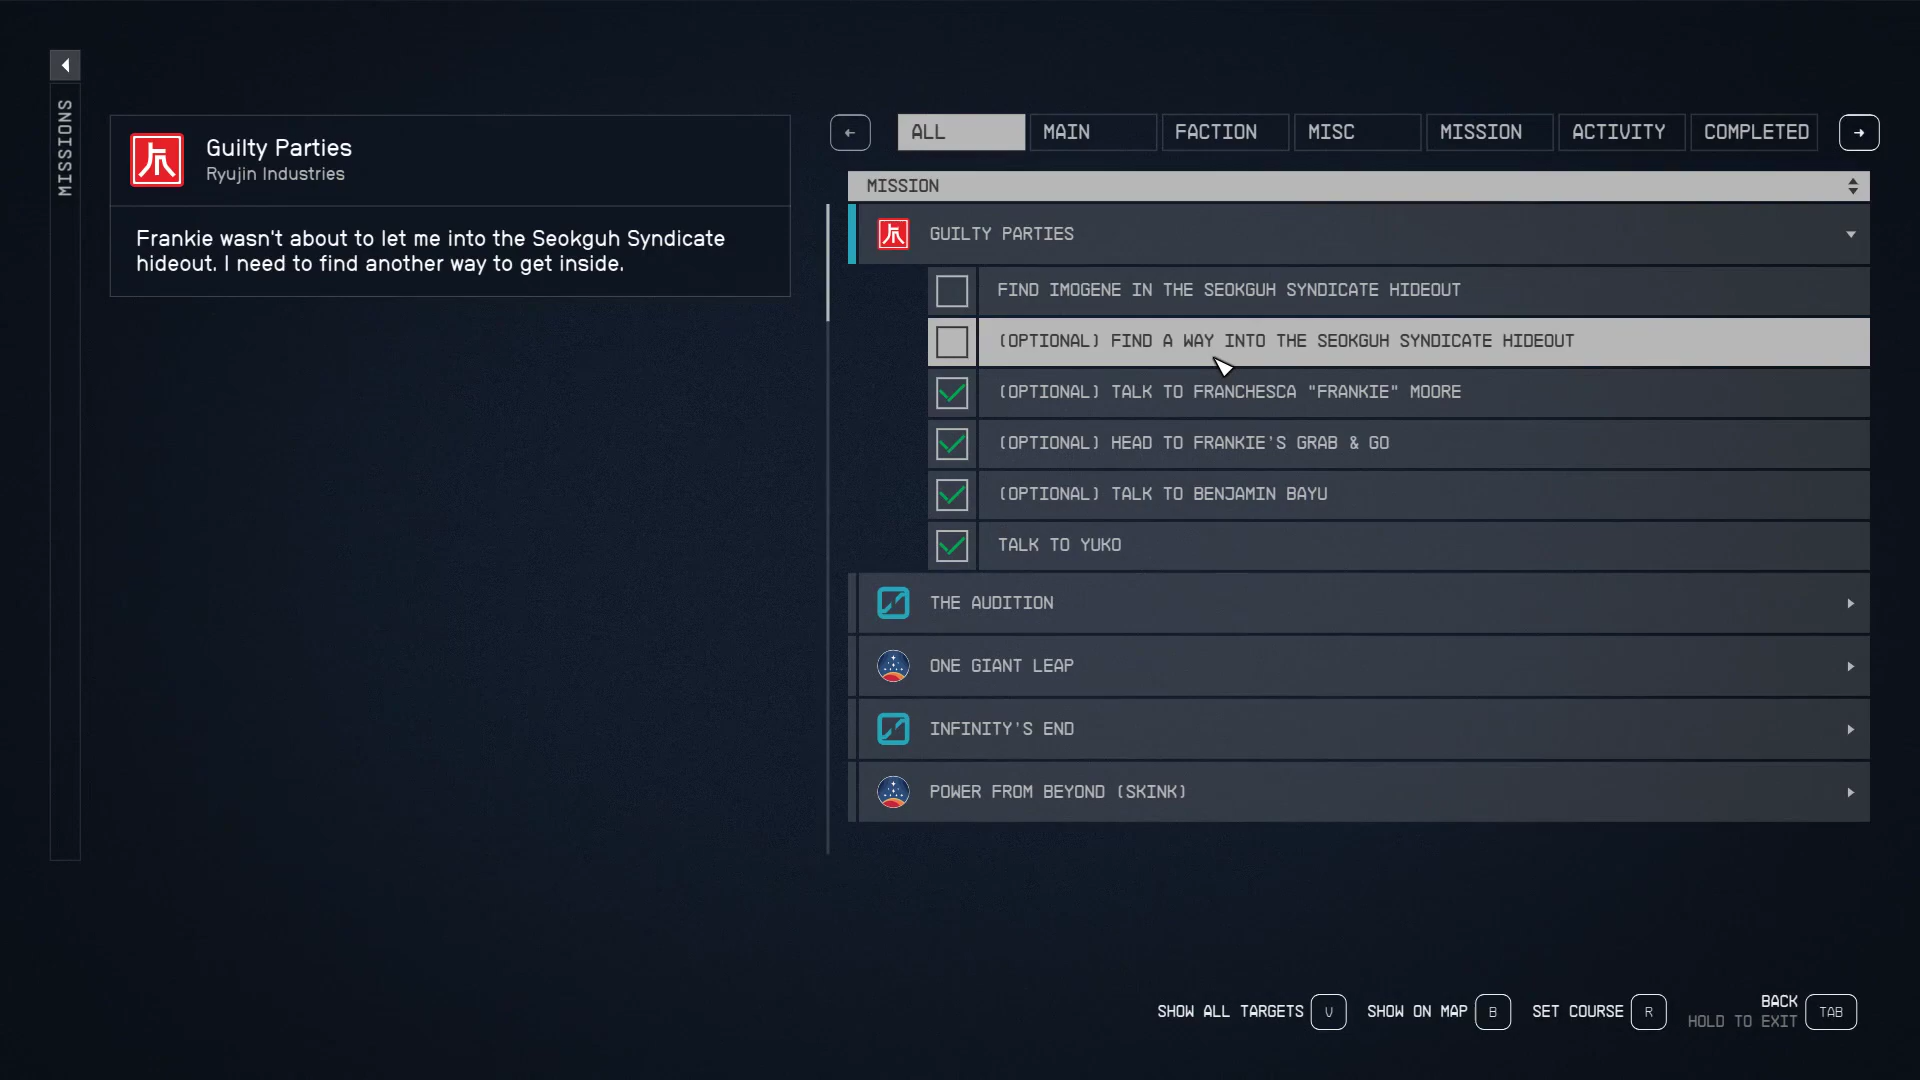 MISSIONS
Guilty Parties
Ryujin Industries
Frankie wasn't about to let me into the Seokguh Syndicate
hideout. I need to find another way to get inside.
ALL
MAIN
FACTION
MISC
MISSION
ACTIVITY
COMPLETED
MISSION
GUILTY PARTIES
FIND IMOGENE IN THE SEOKGUH SYNDICATE HIDEOUT
(OPTIONAL) FIND A WAY INTO THE SEOKGUH SYNDICATE HIDEOUT
(OPTIONAL) TALK TO FRANCHESCA "FRANKIE" MOORE
(OPTIONAL) HEAD TO FRANKIE'S GRAB & GO
(OPTIONAL) TALK TO BENJAMIN BAYU
TALK TO YUKO
THE AUDITION
ONE GIANT LEAP
INFINITY'S END
POWER FROM BEYOND (SKINK)
SHOW ALL TARGETS V
SHOW ON MAP B
SET COURSE R
BACK
HOLD TO EXIT
TAB